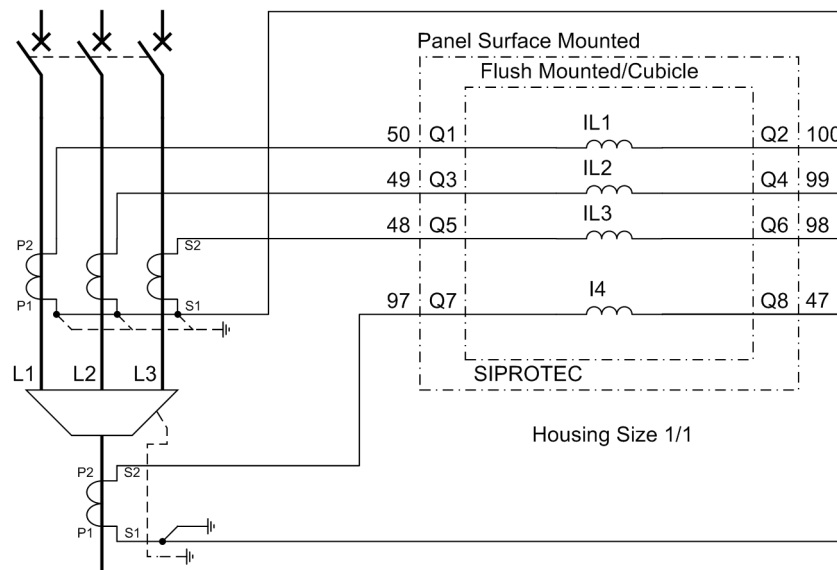 Panel Surface Mounted
Flush Mounted/Cubicle
50 Q1 IL1 Q2 100
49 Q3 IL2 Q4 99
48 Q5 IL3 Q6 98
P2 S2
P1 S1
97 Q7 I4 Q8 47
L1 L2 L3
SIPROTEC
Housing Size 1/1
P2 S2
P1 S1